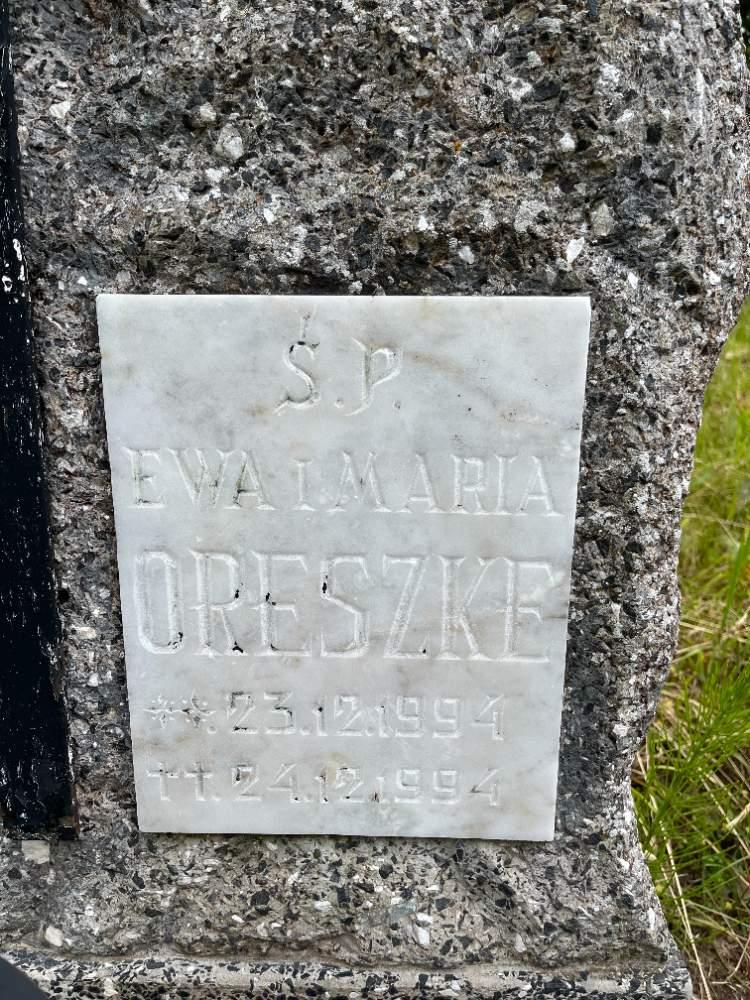 Ś.P.
EWA I MARIA
ORESZKE
**. 23.12.1994
††. 24.12.1994